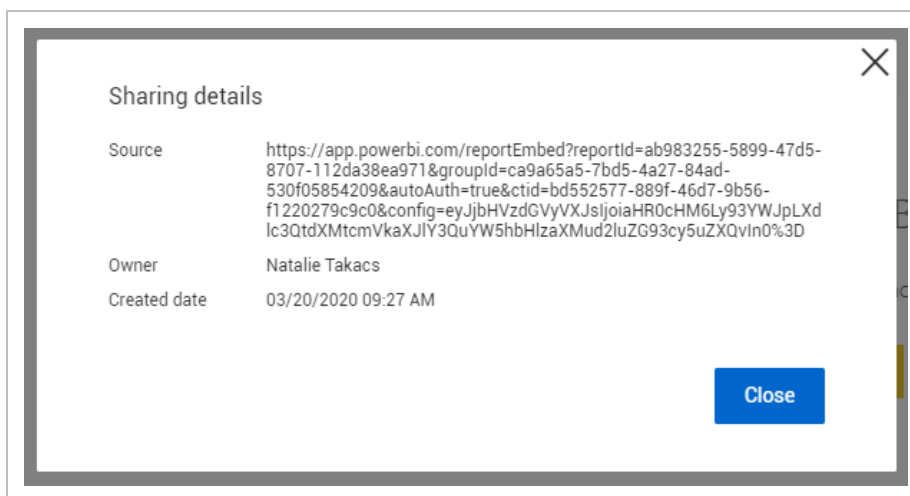 Sharing details
Source
https://app.powerbi.com/reportEmbed?reportId=ab983255-5899-47d5-
8707-112da38ea971&groupId=ca9a65a5-7bd5-4a27-84ad-
530f05854209&autoAuth=true&ctid=bd552577-889f-46d7-9b56-
f1220279c9c0&config=eyJjbHVzdGVyVXJsIjoiaHR0cHM6Ly93YWJpLXd
lc3QtdXMtcmVkaXJlY3QuYW5hbHlzaXMud2luZG93cy5uZXQvIn0%3D
Owner Natalie Takacs
Created date 03/20/2020 09:27 AM
Close